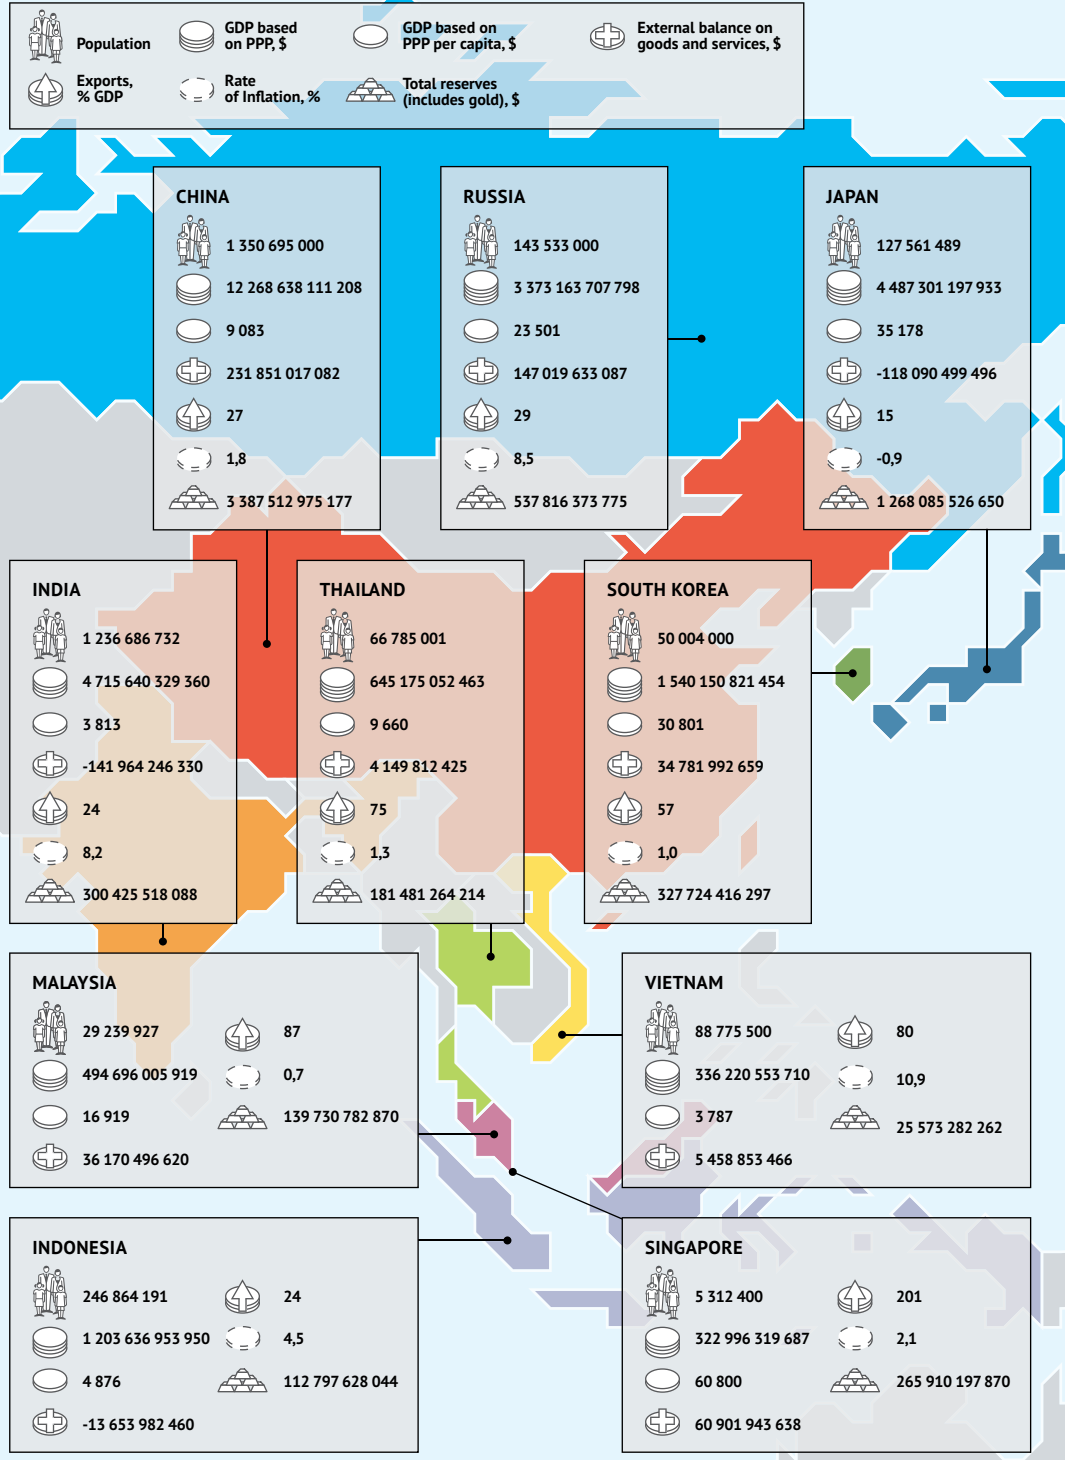 Population
GDP based
on PPP, $
GDP based on
PPP per capita, $
External balance on
goods and services, $
Exports,
% GDP
Rate
of Inflation, %
Total reserves
(includes gold), $
CHINA
1 350 695 000
12 268 638 111 208
9 083
231 851 017 082
27
1,8
3 387 512 975 177
RUSSIA
143 533 000
3 373 163 707 798
23 501
147 019 633 087
29
8,5
537 816 373 775
JAPAN
127 561 489
4 487 301 197 933
35 178
-118 090 499 496
15
-0,9
1 268 085 526 650
INDIA
1 236 686 732
4 715 640 329 360
3 813
-141 964 246 330
24
8,2
300 425 518 088
THAILAND
66 785 001
645 175 052 463
9 660
4 149 812 425
75
1,3
181 481 264 214
SOUTH KOREA
50 004 000
1 540 150 821 454
30 801
34 781 992 659
57
1,0
327 724 416 297
MALAYSIA
29 239 927
494 696 005 919
16 919
36 170 496 620
87
0,7
139 730 782 870
VIETNAM
88 775 500
336 220 553 710
3 787
5 458 853 466
80
10,9
25 573 282 262
INDONESIA
246 864 191
1 203 636 953 950
4 876
-13 653 982 460
24
4,5
112 797 628 044
SINGAPORE
5 312 400
322 996 319 687
60 800
60 901 943 638
201
2,1
265 910 197 870